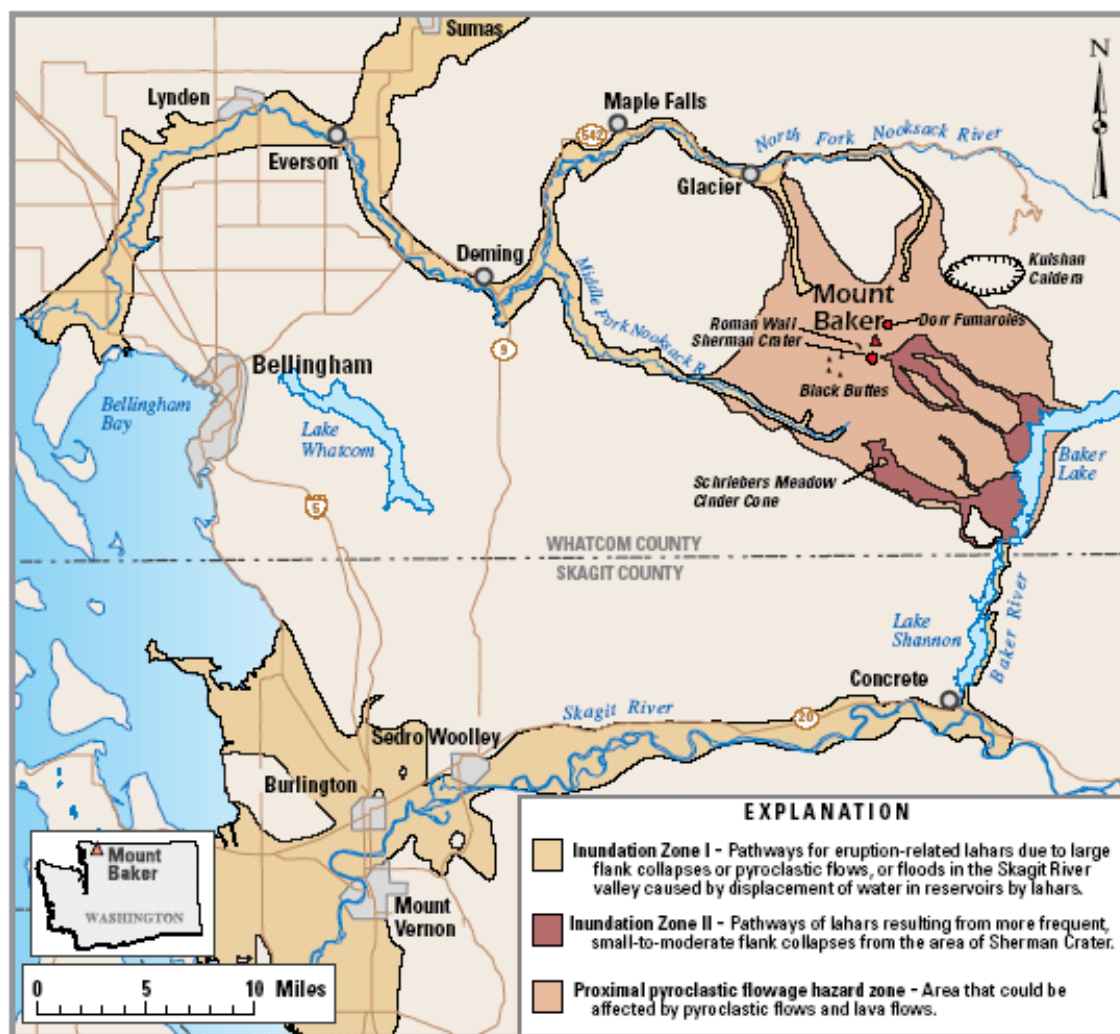 Sumas
N
Lynden
Maple Falls
542
Everson
North Fork Nooksack River
Glacier
Deming
Kulshan
Caldera
Middle Fork Nooksack R.
Mount
Baker
Roman Wall
Dorr Fumaroles
Sherman Crater
9
Bellingham
Black Buttes
Bellingham
Bay
Lake
Whatcom
Baker
Lake
Schriebers Meadow
Cinder Cone
5
WHATCOM COUNTY
SKAGIT COUNTY
Lake
Shannon
Baker River
Concrete
Skagit River
20
Sedro Woolley
Burlington
Mount
Vernon
Mount
Baker
WASHINGTON
0 5 10 Miles
EXPLANATION
Inundation Zone I - Pathways for eruption-related lahars due to large
flank collapses or pyroclastic flows, or floods in the Skagit River
valley caused by displacement of water in reservoirs by lahars.
Inundation Zone II - Pathways of lahars resulting from more frequent,
small-to-moderate flank collapses from the area of Sherman Crater.
Proximal pyroclastic flowage hazard zone - Area that could be
affected by pyroclastic flows and lava flows.